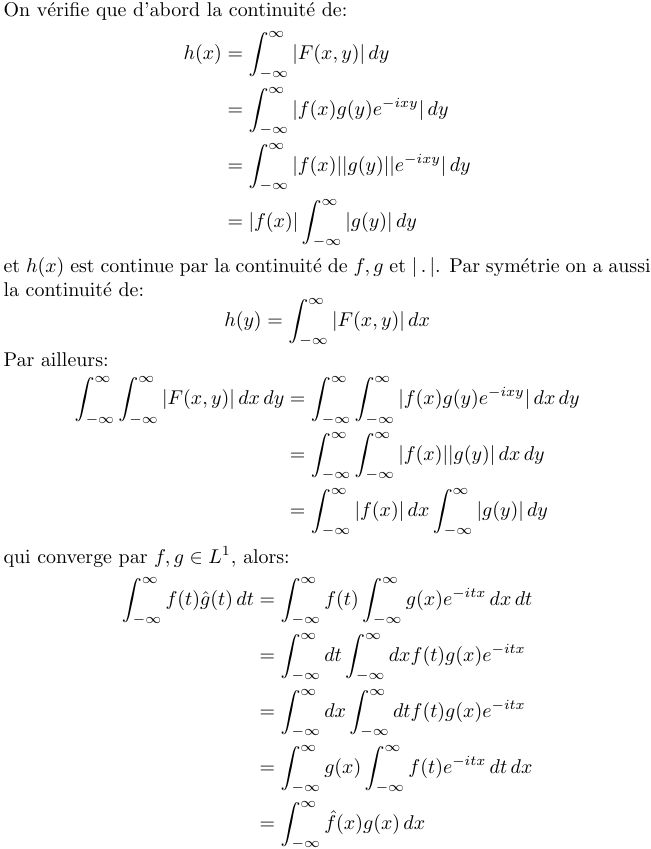 On vérifie que d'abord la continuité de:
h(x) = ∫_{-∞}^{∞} |F(x, y)| dy
= ∫_{-∞}^{∞} |f(x)g(y)e^{-ixy}| dy
= ∫_{-∞}^{∞} |f(x)||g(y)||e^{-ixy}| dy
= |f(x)| ∫_{-∞}^{∞} |g(y)| dy
et h(x) est continue par la continuité de f, g et | . |. Par symétrie on a aussi
la continuité de:
h(y) = ∫_{-∞}^{∞} |F(x, y)| dx
Par ailleurs:
∫_{-∞}^{∞} ∫_{-∞}^{∞} |F(x, y)| dx dy = ∫_{-∞}^{∞} ∫_{-∞}^{∞} |f(x)g(y)e^{-ixy}| dx dy
= ∫_{-∞}^{∞} ∫_{-∞}^{∞} |f(x)||g(y)| dx dy
= ∫_{-∞}^{∞} |f(x)| dx ∫_{-∞}^{∞} |g(y)| dy
qui converge par f, g ∈ L^1, alors:
∫_{-∞}^{∞} f(t)ĝ(t) dt = ∫_{-∞}^{∞} f(t) ∫_{-∞}^{∞} g(x)e^{-itx} dx dt
= ∫_{-∞}^{∞} dt ∫_{-∞}^{∞} dxf(t)g(x)e^{-itx}
= ∫_{-∞}^{∞} dx ∫_{-∞}^{∞} dtf(t)g(x)e^{-itx}
= ∫_{-∞}^{∞} g(x) ∫_{-∞}^{∞} f(t)e^{-itx} dt dx
= ∫_{-∞}^{∞} f̂(x)g(x) dx